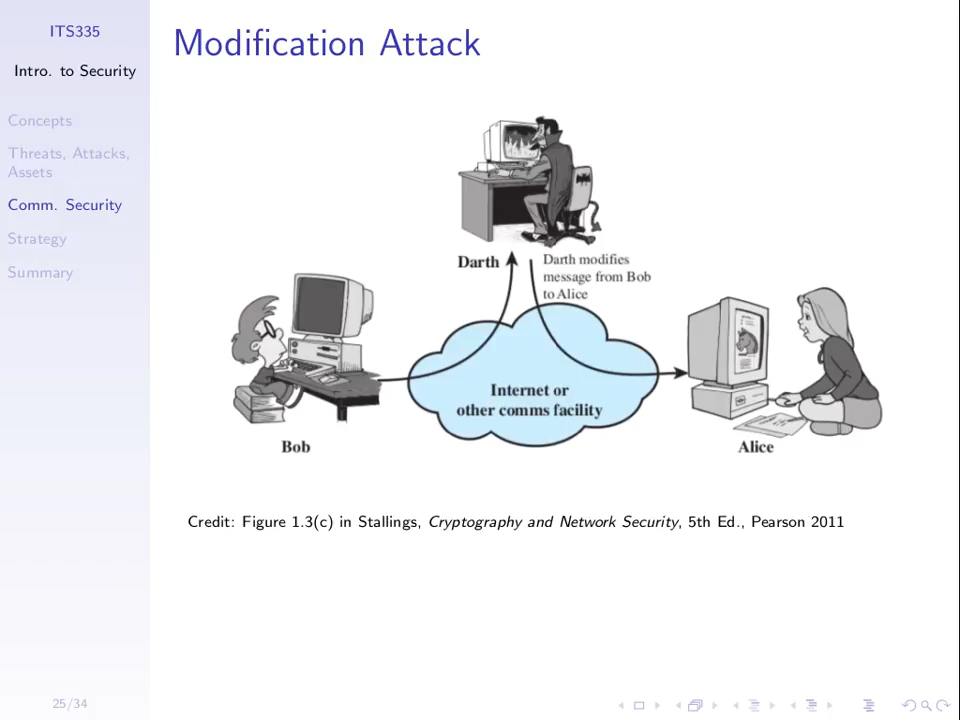 ITS335
Intro. to Security
Concepts
Threats, Attacks,
Assets
Comm. Security
Strategy
Summary
25/34
Modification Attack
Darth
Darth modifies
message from Bob
to Alice
Internet or
other comms facility
Bob
Alice
Credit: Figure 1.3(c) in Stallings, Cryptography and Network Security, 5th Ed., Pearson 2011